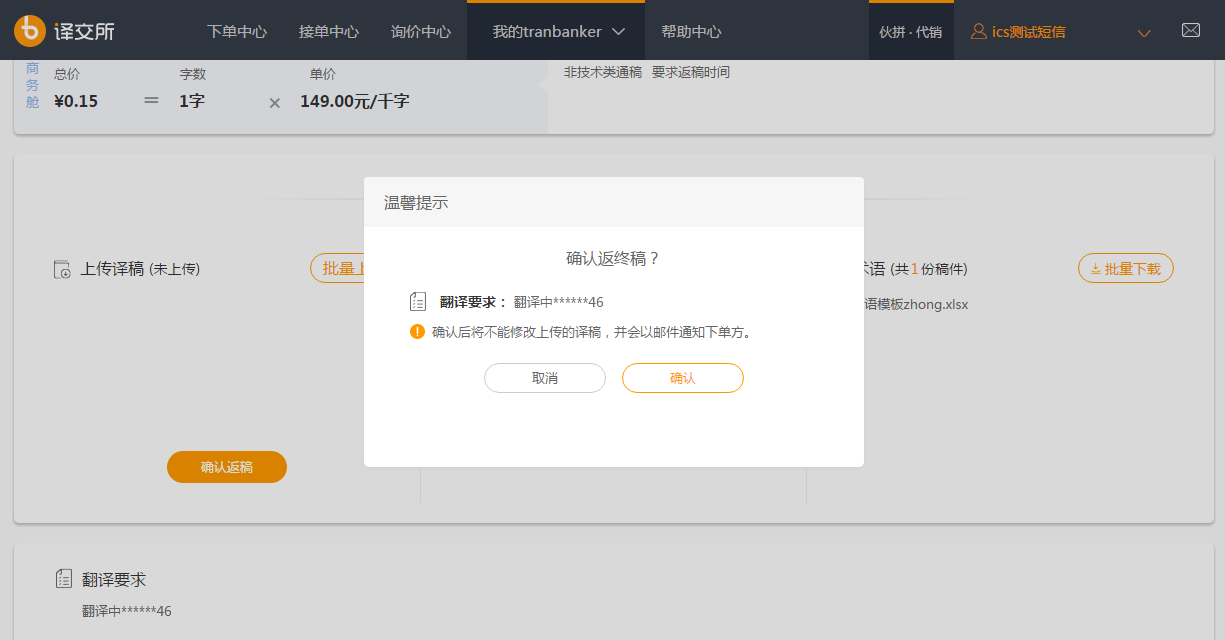 译交所 下单中心 接单中心 询价中心 我的tranbanker 帮助中心 伙拼·代销 ics测试短信
商务舱
总价 字数 单价 非技术类通稿 要求返稿时间
¥0.15 = 1字 × 149.00元/千字
温馨提示
确认返终稿？
上传译稿 (未上传) 批量上 语 (共1份稿件) 批量下载
翻译要求： 翻译中******46
语模板zhong.xlsx
! 确认后将不能修改上传的译稿，并会以邮件通知下单方。
取消 确认
确认返稿
翻译要求
翻译中******46